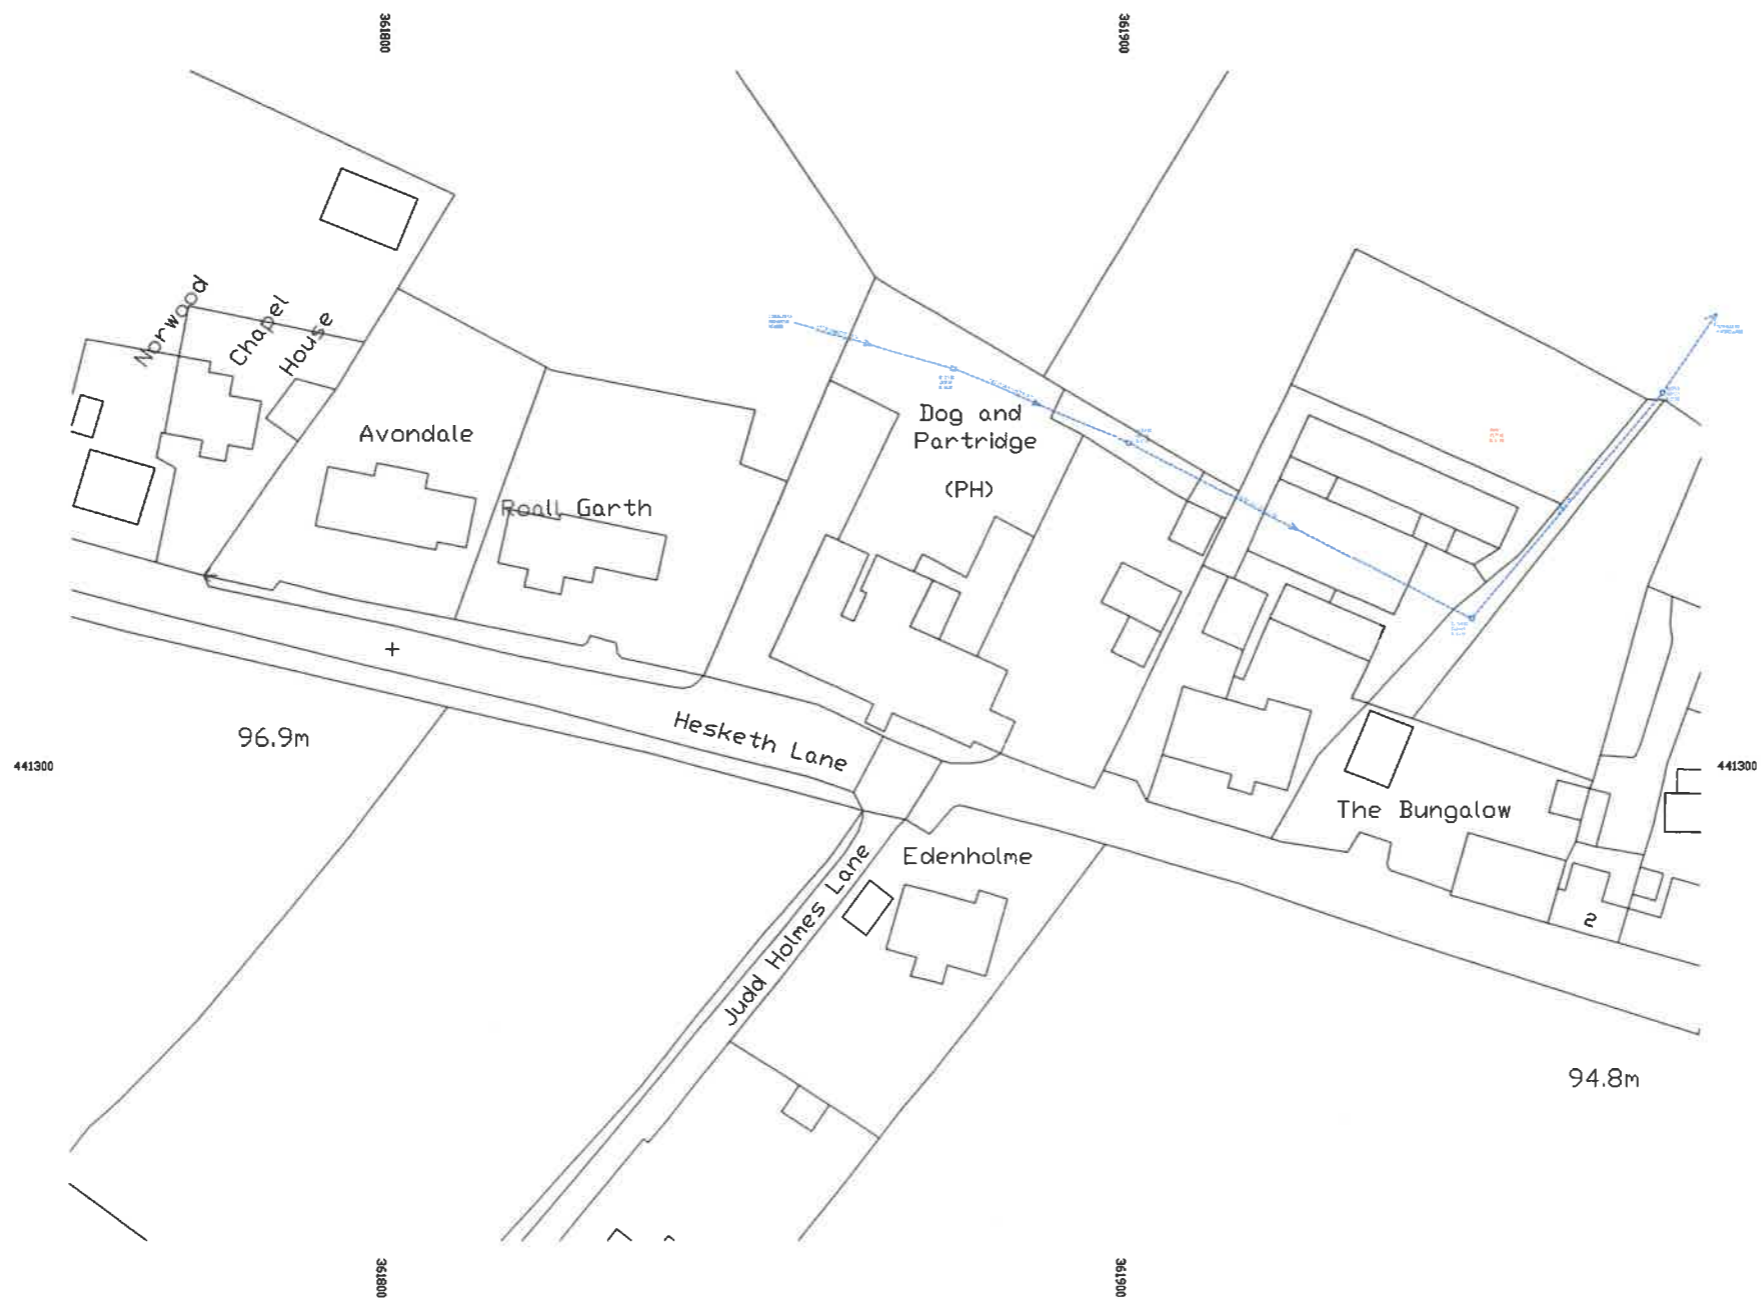 361800
361900
Norwood
Chapel
House
Avondale
Roall Garth
Dog and
Partridge
(PH)
Hesketh Lane
96.9m
441300
441300
The Bungalow
Edenholme
Judd Holmes Lane
2
94.8m
361800
361900